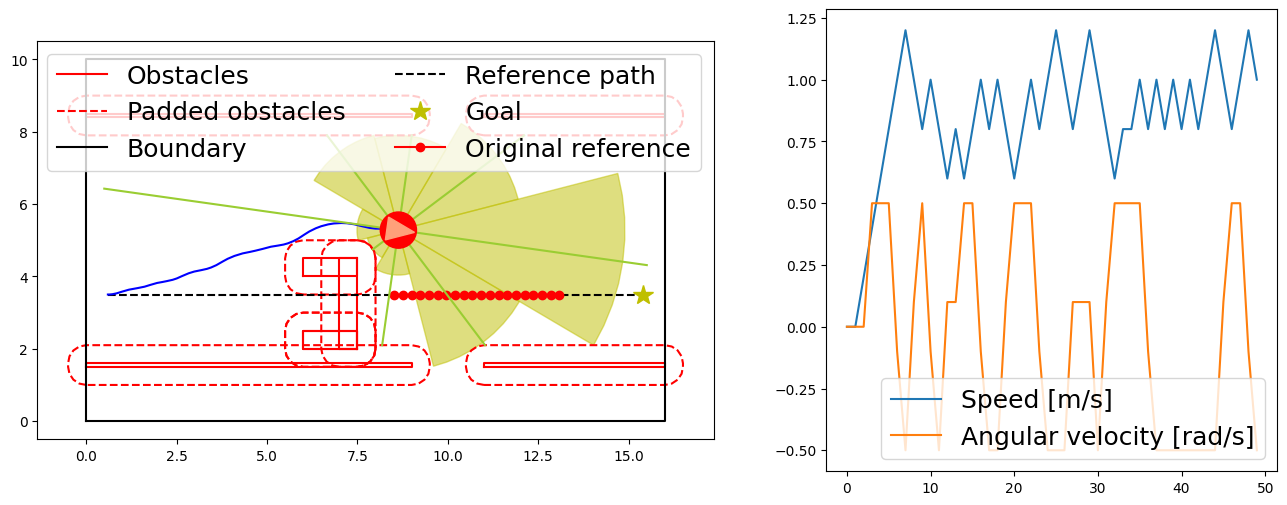 10
8
6
4
2
0
0.0 2.5 5.0 7.5 10.0 12.5 15.0
Obstacles
Padded obstacles
Boundary
Reference path
Goal
Original reference
1.25
1.00
0.75
0.50
0.25
0.00
−0.25
−0.50
0 10 20 30 40 50
Speed [m/s]
Angular velocity [rad/s]